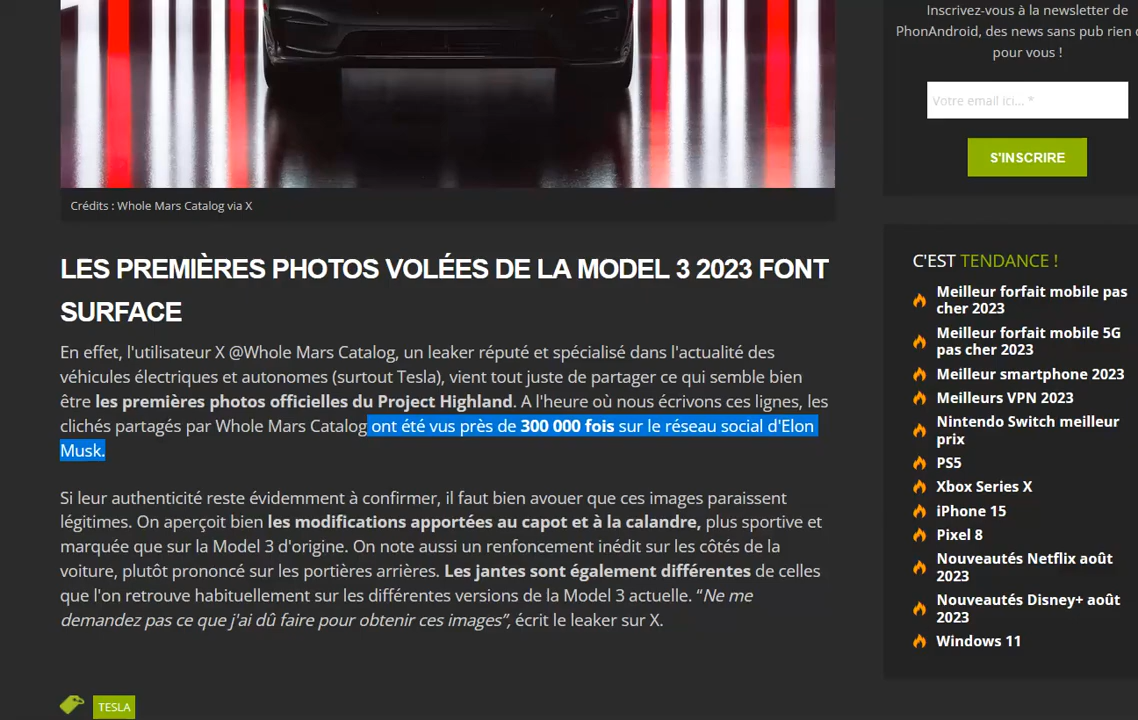 Crédits : Whole Mars Catalog via X
LES PREMIÈRES PHOTOS VOLÉES DE LA MODEL 3 2023 FONT
SURFACE
En effet, l'utilisateur X @Whole Mars Catalog, un leaker réputé et spécialisé dans l'actualité des
véhicules électriques et autonomes (surtout Tesla), vient tout juste de partager ce qui semble bien
être les premières photos officielles du Project Highland. A l'heure où nous écrivons ces lignes, les
clichés partagés par Whole Mars Catalog ont été vus près de 300 000 fois sur le réseau social d'Elon
Musk.
Si leur authenticité reste évidemment à confirmer, il faut bien avouer que ces images paraissent
légitimes. On aperçoit bien les modifications apportées au capot et à la calandre, plus sportive et
marquée que sur la Model 3 d'origine. On note aussi un renfoncement inédit sur les côtés de la
voiture, plutôt prononcé sur les portières arrières. Les jantes sont également différentes de celles
que l'on retrouve habituellement sur les différentes versions de la Model 3 actuelle. “Ne me
demandez pas ce que j'ai dû faire pour obtenir ces images”, écrit le leaker sur X.
TESLA
Inscrivez-vous à la newsletter de
PhonAndroid, des news sans pub rien
pour vous !
Votre email ici... *
S'INSCRIRE
C'EST TENDANCE !
Meilleur forfait mobile pas
cher 2023
Meilleur forfait mobile 5G
pas cher 2023
Meilleur smartphone 2023
Meilleurs VPN 2023
Nintendo Switch meilleur
prix
PS5
Xbox Series X
iPhone 15
Pixel 8
Nouveautés Netflix août
2023
Nouveautés Disney+ août
2023
Windows 11